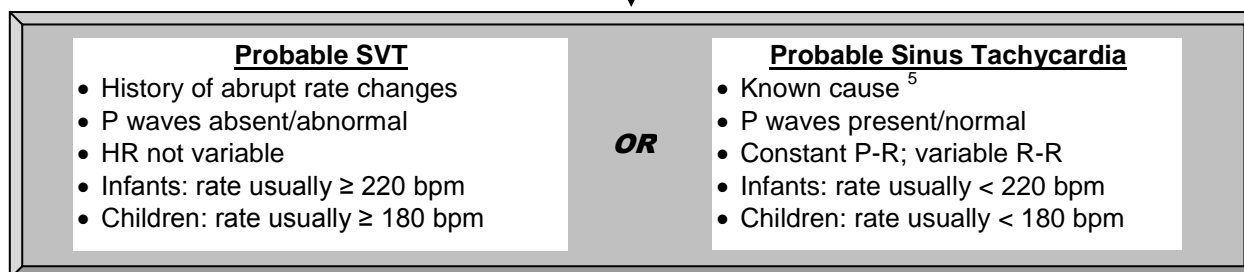 Probable SVT
• History of abrupt rate changes
• P waves absent/abnormal
• HR not variable
• Infants: rate usually ≥ 220 bpm
• Children: rate usually ≥ 180 bpm
OR
Probable Sinus Tachycardia
• Known cause ⁵
• P waves present/normal
• Constant P-R; variable R-R
• Infants: rate usually < 220 bpm
• Children: rate usually < 180 bpm